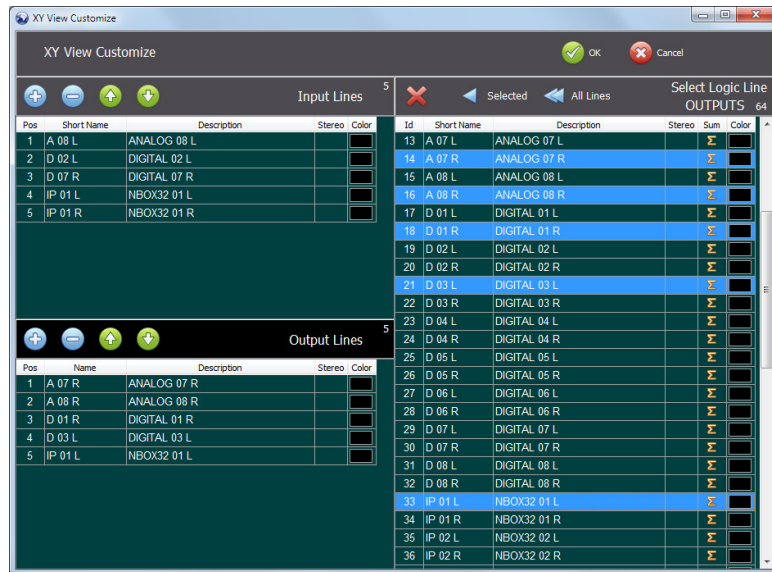 XY View Customize
XY View Customize
OK
Cancel
Input Lines 5
Pos Short Name Description Stereo Color
1 A 08 L ANALOG 08 L
2 D 02 L DIGITAL 02 L
3 D 07 R DIGITAL 07 R
4 IP 01 L NBOX32 01 L
5 IP 01 R NBOX32 01 R
Output Lines 5
Pos Name Description Stereo Color
1 A 07 R ANALOG 07 R
2 A 08 R ANALOG 08 R
3 D 01 R DIGITAL 01 R
4 D 03 L DIGITAL 03 L
5 IP 01 L NBOX32 01 L
Selected
All Lines
Select Logic Line
OUTPUTS 64
Id Short Name Description Stereo Sum Color
13 A 07 L ANALOG 07 L Σ
14 A 07 R ANALOG 07 R Σ
15 A 08 L ANALOG 08 L Σ
16 A 08 R ANALOG 08 R Σ
17 D 01 L DIGITAL 01 L Σ
18 D 01 R DIGITAL 01 R Σ
19 D 02 L DIGITAL 02 L Σ
20 D 02 R DIGITAL 02 R Σ
21 D 03 L DIGITAL 03 L Σ
22 D 03 R DIGITAL 03 R Σ
23 D 04 L DIGITAL 04 L Σ
24 D 04 R DIGITAL 04 R Σ
25 D 05 L DIGITAL 05 L Σ
26 D 05 R DIGITAL 05 R Σ
27 D 06 L DIGITAL 06 L Σ
28 D 06 R DIGITAL 06 R Σ
29 D 07 L DIGITAL 07 L Σ
30 D 07 R DIGITAL 07 R Σ
31 D 08 L DIGITAL 08 L Σ
32 D 08 R DIGITAL 08 R Σ
33 IP 01 L NBOX32 01 L Σ
34 IP 01 R NBOX32 01 R Σ
35 IP 02 L NBOX32 02 L Σ
36 IP 02 R NBOX32 02 R Σ